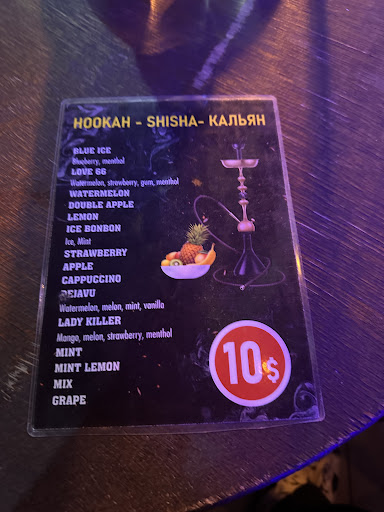 HOOKAH - SHISHA- КАЛЬЯН
BLUE ICE
Blueberry, menthol
LOVE 66
Watermelon, strawberry, gum, menthol
WATERMELON
DOUBLE APPLE
LEMON
ICE BONBON
Ice, Mint
STRAWBERRY
APPLE
CAPPUCCINO
DEJAVU
Watermelon, melon, mint, vanilla
LADY KILLER
Mango, melon, strawberry, menthol
MINT
MINT LEMON
MIX
GRAPE
10$